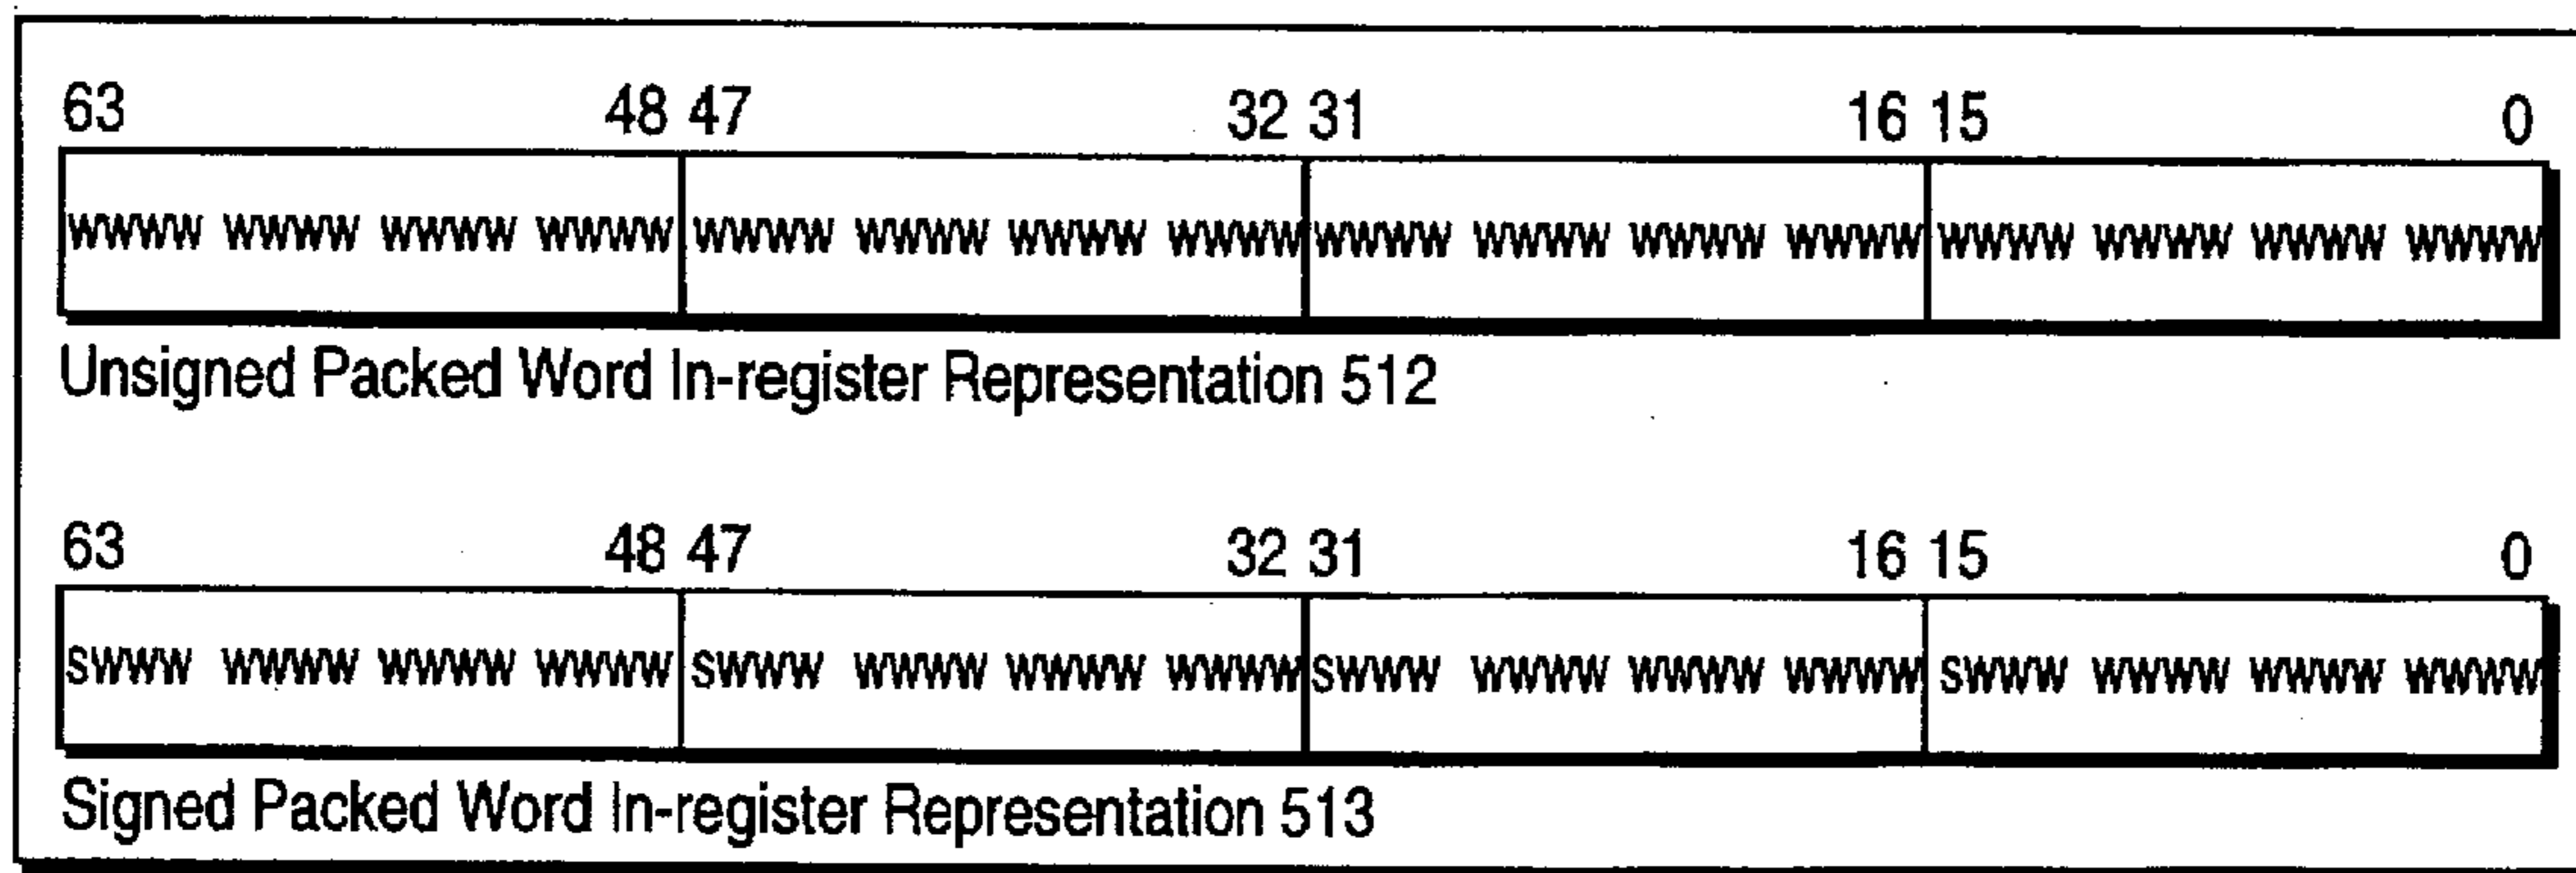 63 48 47 32 31 16 15 0
wwww wwww wwww wwww wwww wwww wwww wwww wwww wwww wwww wwww wwww wwww wwww wwww
Unsigned Packed Word In-register Representation 512
63 48 47 32 31 16 15 0
swww wwww wwww wwww swww wwww wwww wwww swww wwww wwww wwww swww wwww wwww wwww
Signed Packed Word In-register Representation 513